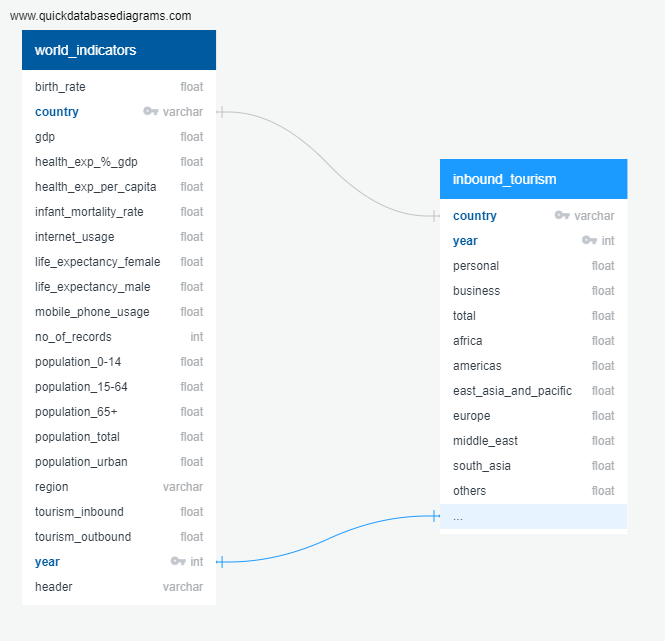 www.quickdatabasediagrams.com
world_indicators
birth_rate float
country varchar
gdp float
health_exp_%_gdp float
health_exp_per_capita float
infant_mortality_rate float
internet_usage float
life_expectancy_female float
life_expectancy_male float
mobile_phone_usage float
no_of_records int
population_0-14 float
population_15-64 float
population_65+ float
population_total float
population_urban float
region varchar
tourism_inbound float
tourism_outbound float
year int
header varchar
inbound_tourism
country varchar
year int
personal float
business float
total float
africa float
americas float
east_asia_and_pacific float
europe float
middle_east float
south_asia float
others float
...